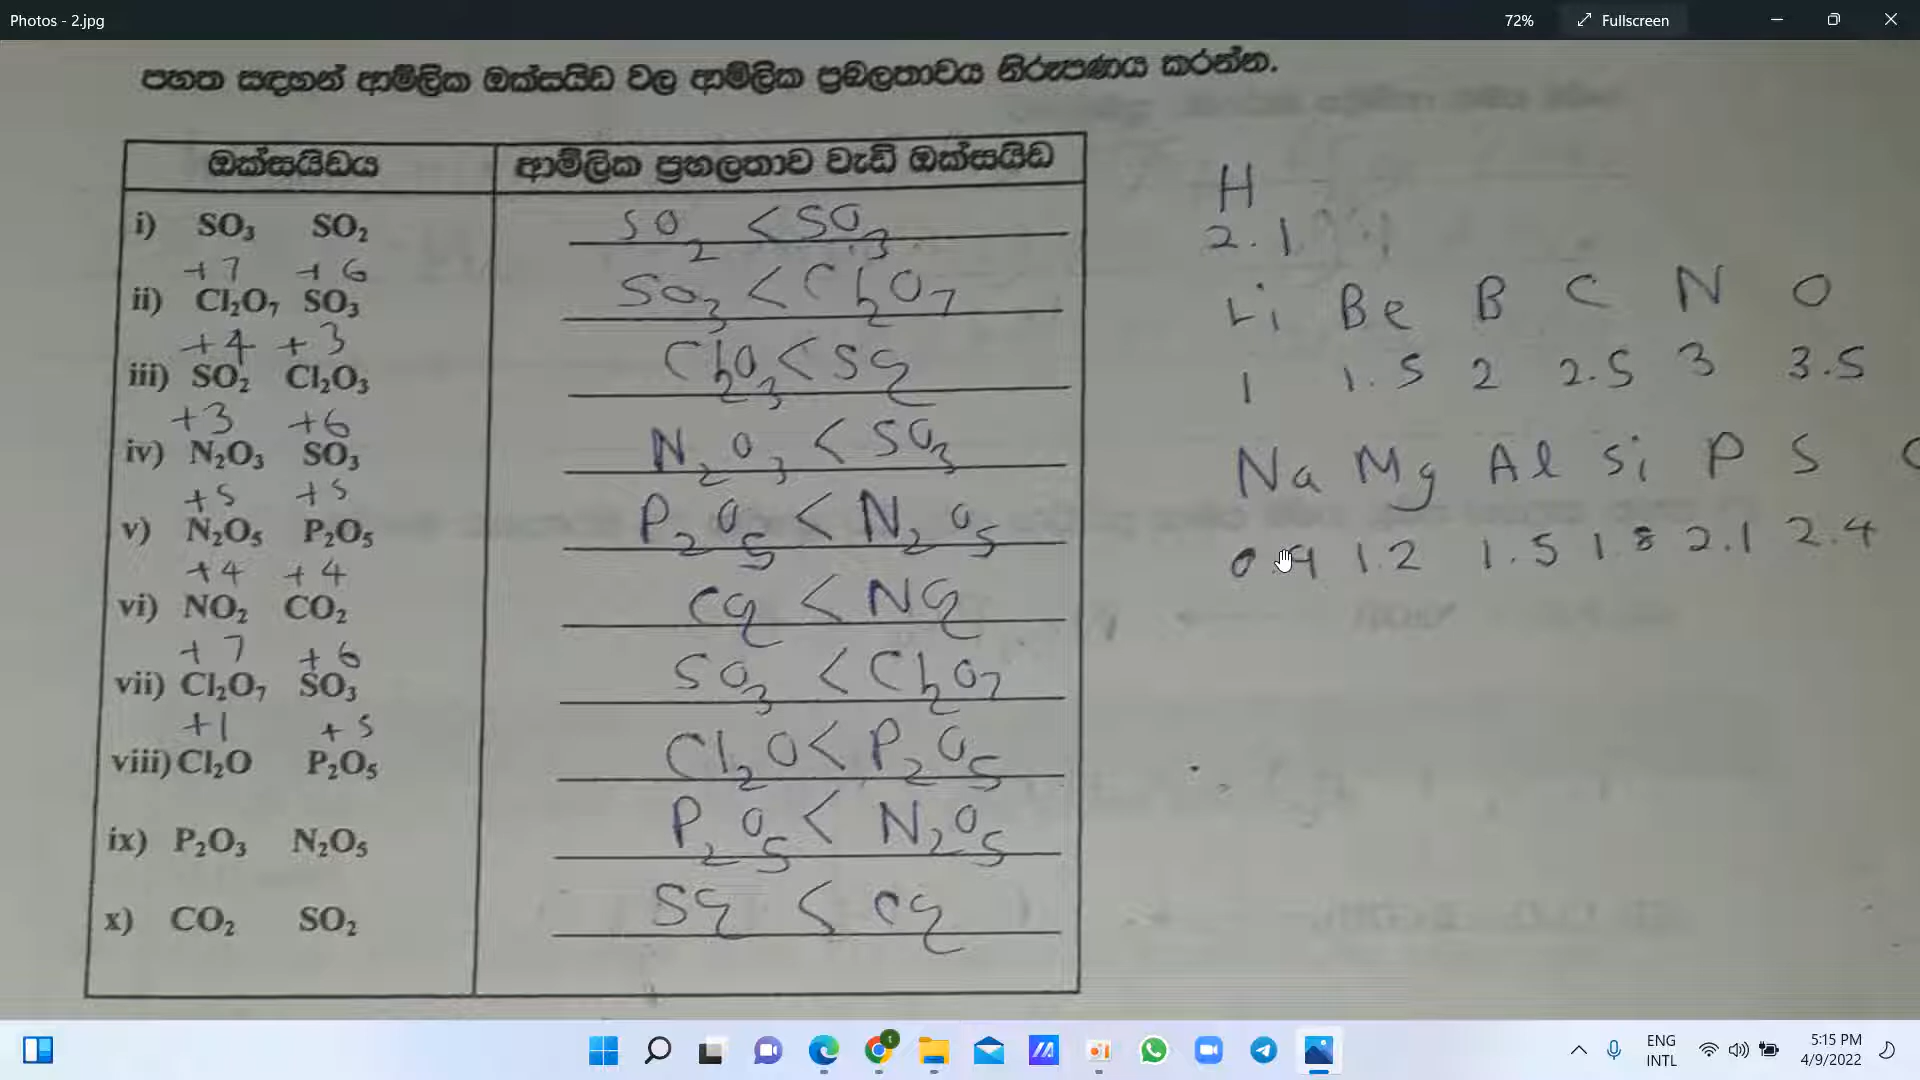 Photos - 2.jpg 72% Fullscreen
පහත සඳහන් ආම්ලික ඔක්සයිඩ වල ආම්ලික ප්‍රබලතාවය නිරූපණය කරන්න.
ඔක්සයිඩය ආම්ලික ප්‍රභලතාව වැඩි ඔක්සයිඩ
i) SO₃ SO₂ SO₂ < SO₃
+7 +6
ii) Cl₂O₇ SO₃ SO₃ < Cl₂O₇
+4 +3
iii) SO₂ Cl₂O₃ Cl₂O₃ < SO₂
+3 +6
iv) N₂O₃ SO₃ N₂O₃ < SO₃
+5 +5
v) N₂O₅ P₂O₅ P₂O₅ < N₂O₅
+4 +4
vi) NO₂ CO₂ CO₂ < NO₂
+7 +6
vii) Cl₂O₇ SO₃ SO₃ < Cl₂O₇
+1 +5
viii) Cl₂O P₂O₅ Cl₂O < P₂O₅
ix) P₂O₃ N₂O₅ P₂O₅ < N₂O₅
x) CO₂ SO₂ SO₂ < CO₂
H
2.1
Li Be B C N O
1 1.5 2 2.5 3 3.5
Na Mg Al Si P S
0.9 1.2 1.5 1.8 2.1 2.4
ENG
INTL
5:15 PM
4/9/2022